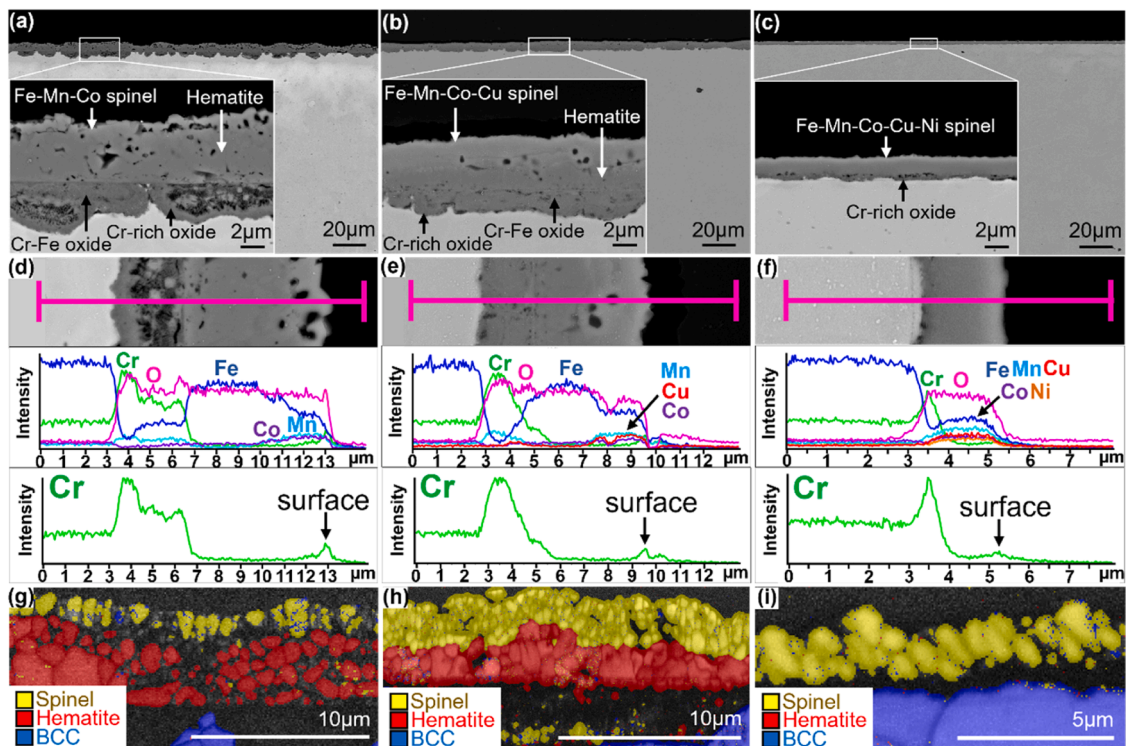 (a)
Fe-Mn-Co spinel
Hematite
Cr-Fe oxide
Cr-rich oxide
2μm
20μm
(b)
Fe-Mn-Co-Cu spinel
Hematite
Cr-rich oxide
Cr-Fe oxide
2μm
20μm
(c)
Fe-Mn-Co-Cu-Ni spinel
Cr-rich oxide
2μm
20μm
(d)
Intensity
Cr
O
Fe
Co
Mn
0 1 2 3 4 5 6 7 8 9 10 11 12 13 μm
(e)
Intensity
Cr
O
Fe
Mn
Cu
Co
0 1 2 3 4 5 6 7 8 9 10 11 12 μm
(f)
Intensity
Cr
O
Fe Mn Cu
Co Ni
0 1 2 3 4 5 6 7 μm
Intensity
Cr
surface
0 1 2 3 4 5 6 7 8 9 10 11 12 13 μm
Intensity
Cr
surface
0 1 2 3 4 5 6 7 8 9 10 11 12 μm
Intensity
Cr
surface
0 1 2 3 4 5 6 7 μm
(g)
Spinel
Hematite
BCC
10μm
(h)
Spinel
Hematite
BCC
10μm
(i)
Spinel
Hematite
BCC
5μm